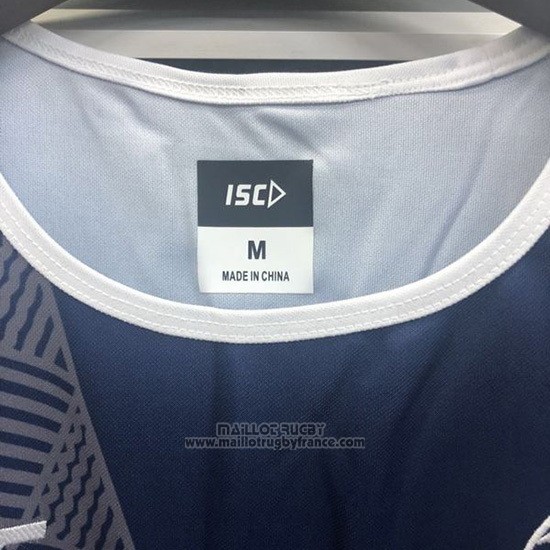 ISC
M
MADE IN CHINA
MAILLOT RUGBY
www.maillotrugbyfrance.com